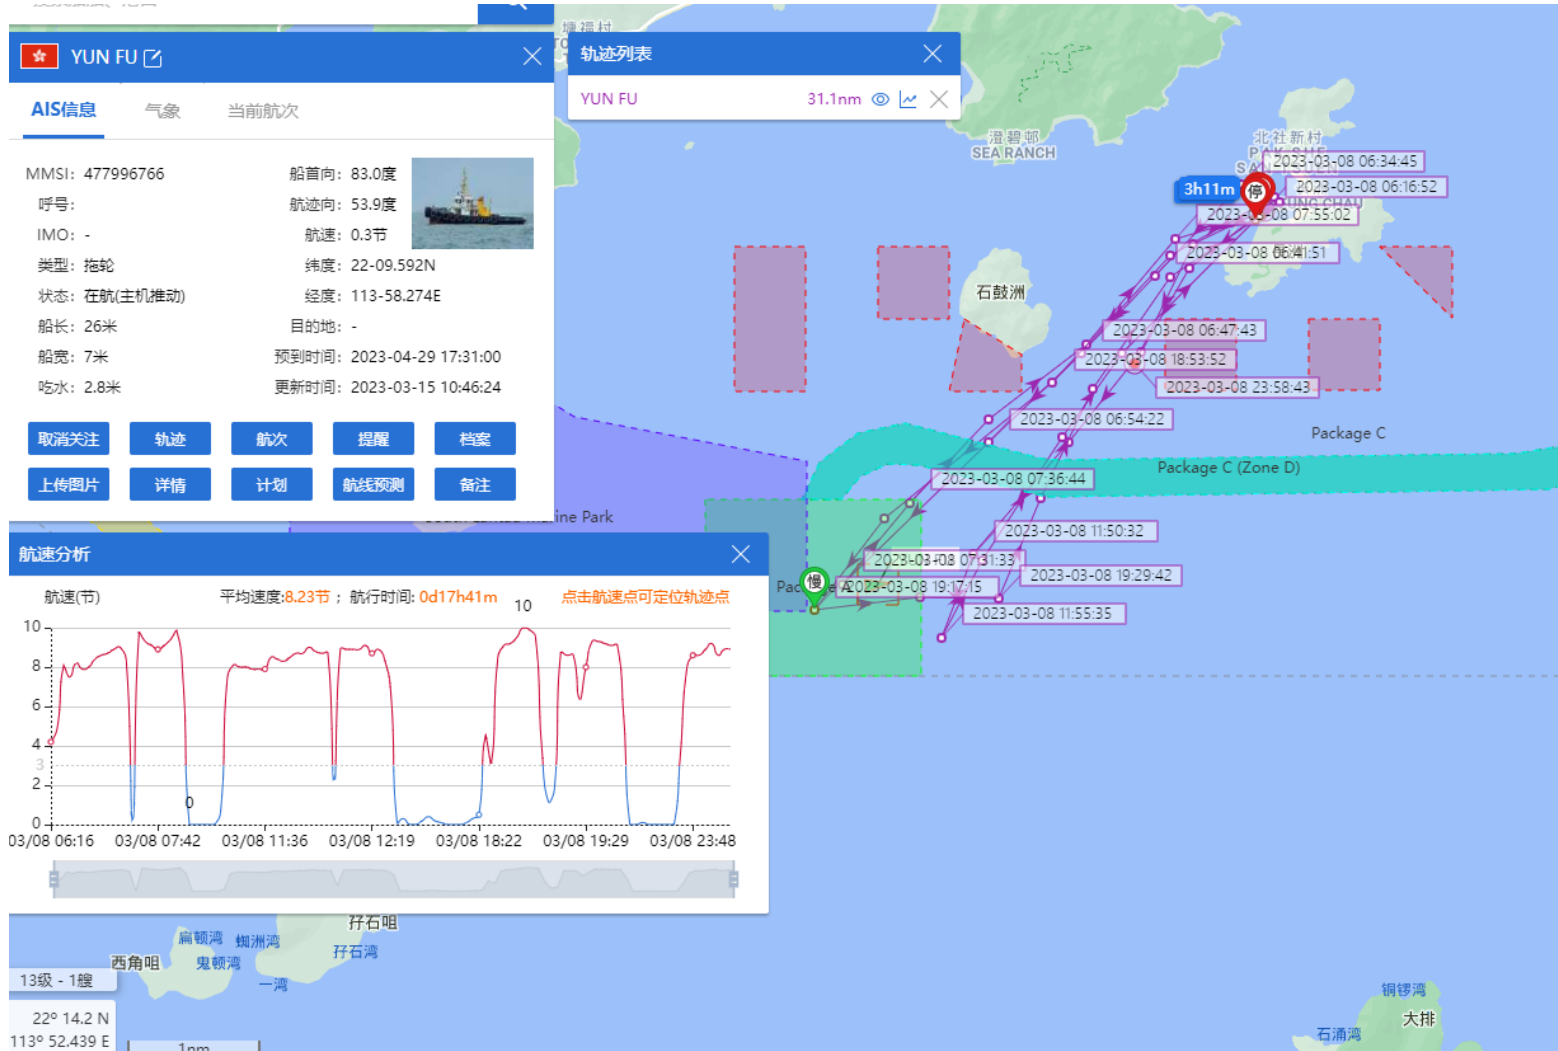 YUN FU
AIS信息
气象
当前航次
MMSI: 477996766
船首向: 83.0度
呼号:
航迹向: 53.9度
IMO: -
航速: 0.3节
类型: 拖轮
纬度: 22-09.592N
状态: 在航(主机推动)
经度: 113-58.274E
船长: 26米
目的地: -
船宽: 7米
预到时间: 2023-04-29 17:31:00
吃水: 2.8米
更新时间: 2023-03-15 10:46:24
取消关注
轨迹
航次
提醒
档案
上传图片
详情
计划
航线预测
备注
轨迹列表
YUN FU
31.1nm
塘福村
澄碧邨
SEA RANCH
北社新村
2023-03-08 06:34:45
3h11m
停
2023-03-08 06:16:52
2023-03-08 07:55:02
2023-03-08 06:41:51
石鼓洲
2023-03-08 06:47:43
2023-03-08 18:53:52
2023-03-08 23:58:43
2023-03-08 06:54:22
Package C
Package C (Zone D)
2023-03-08 07:36:44
Marine Park
2023-03-08 11:50:32
2023-03-08 07:31:33
2023-03-08 19:29:42
慢
2023-03-08 19:17:15
2023-03-08 11:55:35
航速分析
航速(节)
平均速度:8.23节 ; 航行时间: 0d17h41m
点击航速点可定位轨迹点
10
10
8
6
4
3
2
0
0
03/08 06:16
03/08 07:42
03/08 11:36
03/08 12:19
03/08 18:22
03/08 19:29
03/08 23:48
孖石咀
扁顿湾
蜘洲湾
孖石湾
西角咀
鬼顿湾
一湾
13级 - 1艘
22º 14.2 N
113º 52.439 E
1nm
铜锣湾
大排
石涌湾